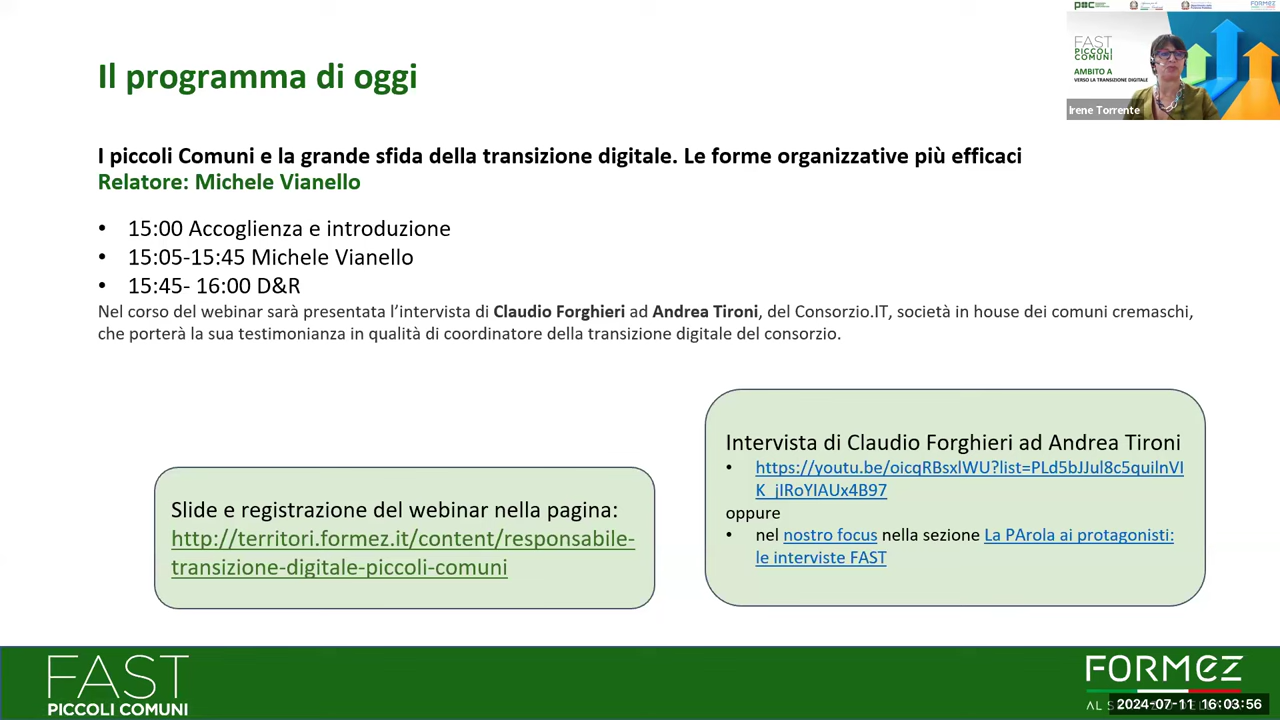 Il programma di oggi
I piccoli Comuni e la grande sfida della transizione digitale. Le forme organizzative più efficaci
Relatore: Michele Vianello
• 15:00 Accoglienza e introduzione
• 15:05-15:45 Michele Vianello
• 15:45- 16:00 D&R
Nel corso del webinar sarà presentata l'intervista di Claudio Forghieri ad Andrea Tironi, del Consorzio.IT, società in house dei comuni cremaschi,
che porterà la sua testimonianza in qualità di coordinatore della transizione digitale del consorzio.
Slide e registrazione del webinar nella pagina:
http://territori.formez.it/content/responsabile-
transizione-digitale-piccoli-comuni
Intervista di Claudio Forghieri ad Andrea Tironi
• https://youtu.be/oicqRBsxIWU?list=PLd5bJJul8c5quilnVI
K_jIRoYIAUx4B97
oppure
• nel nostro focus nella sezione La PArola ai protagonisti:
le interviste FAST
FAST
PICCOLI
COMUNI
AMBITO A
VERSO LA TRANSIZIONE DIGITALE
Irene Torrente
FAST
PICCOLI COMUNI
FORMEZ
2024-07-11 16:03:56